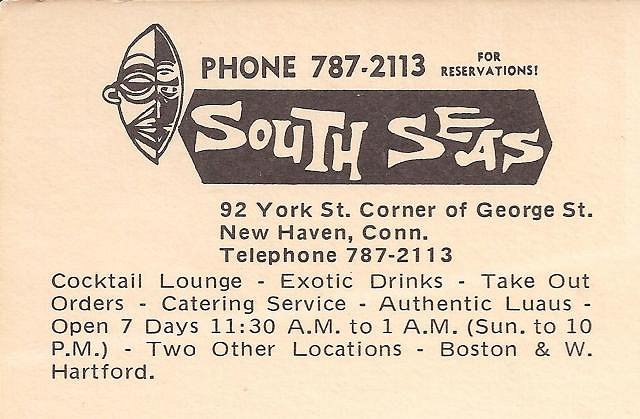 PHONE 787-2113 FOR RESERVATIONS!
SOUTH SEAS
92 York St. Corner of George St.
New Haven, Conn.
Telephone 787-2113
Cocktail Lounge - Exotic Drinks - Take Out
Orders - Catering Service - Authentic Luaus -
Open 7 Days 11:30 A.M. to 1 A.M. (Sun. to 10
P.M.) - Two Other Locations - Boston & W.
Hartford.